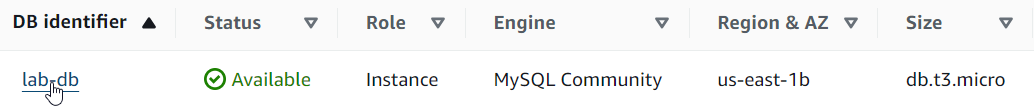 DB identifier Status Role Engine Region & AZ Size
lab-db Available Instance MySQL Community us-east-1b db.t3.micro